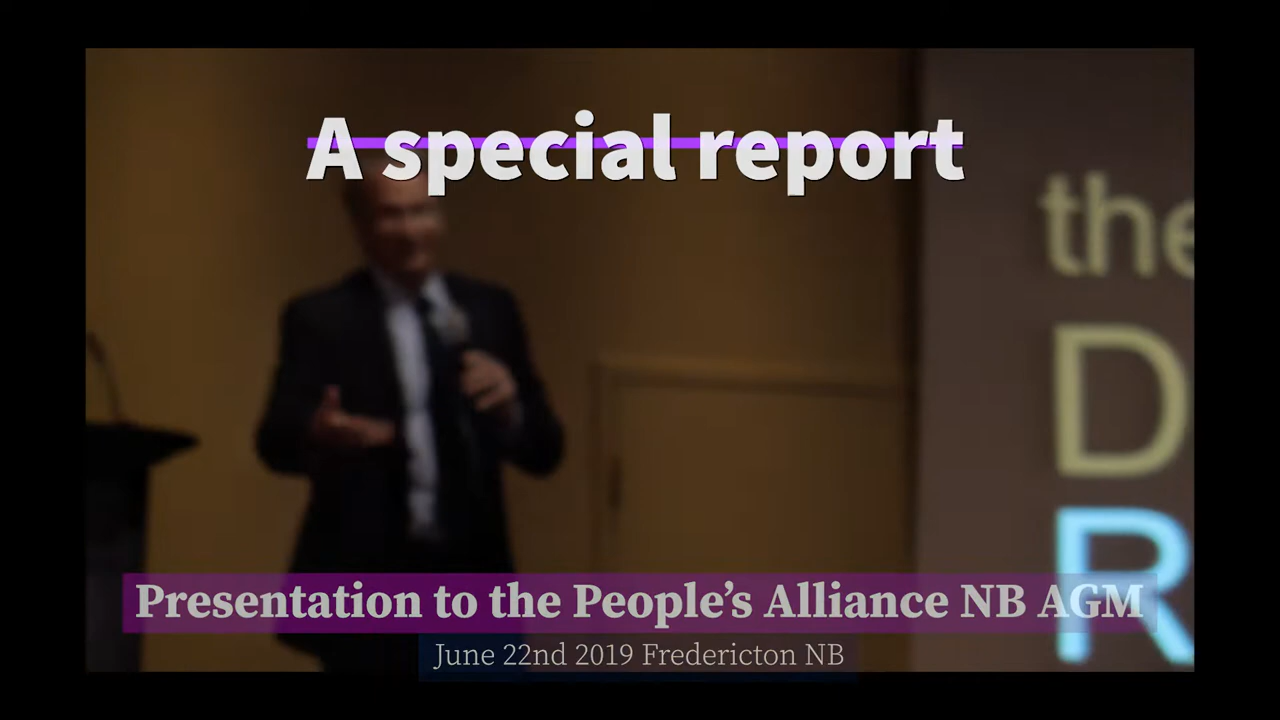 A special report
the
D
R
Presentation to the People's Alliance NB AGM
June 22nd 2019 Fredericton NB